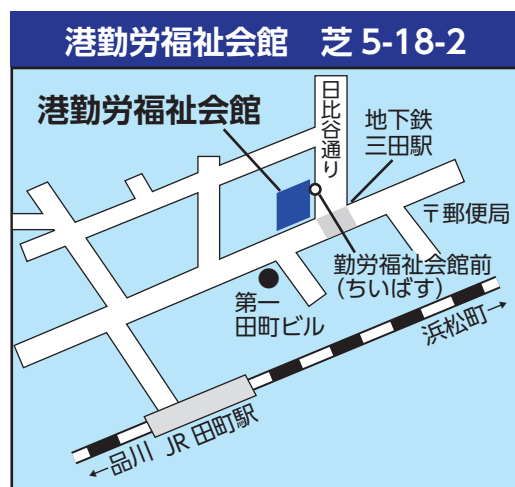 港勤労福祉会館　芝 5-18-2
港勤労福祉会館
日比谷通り
地下鉄
三田駅
〒郵便局
勤労福祉会館前
(ちいばす)
第一
田町ビル
浜松町→
←品川 JR 田町駅